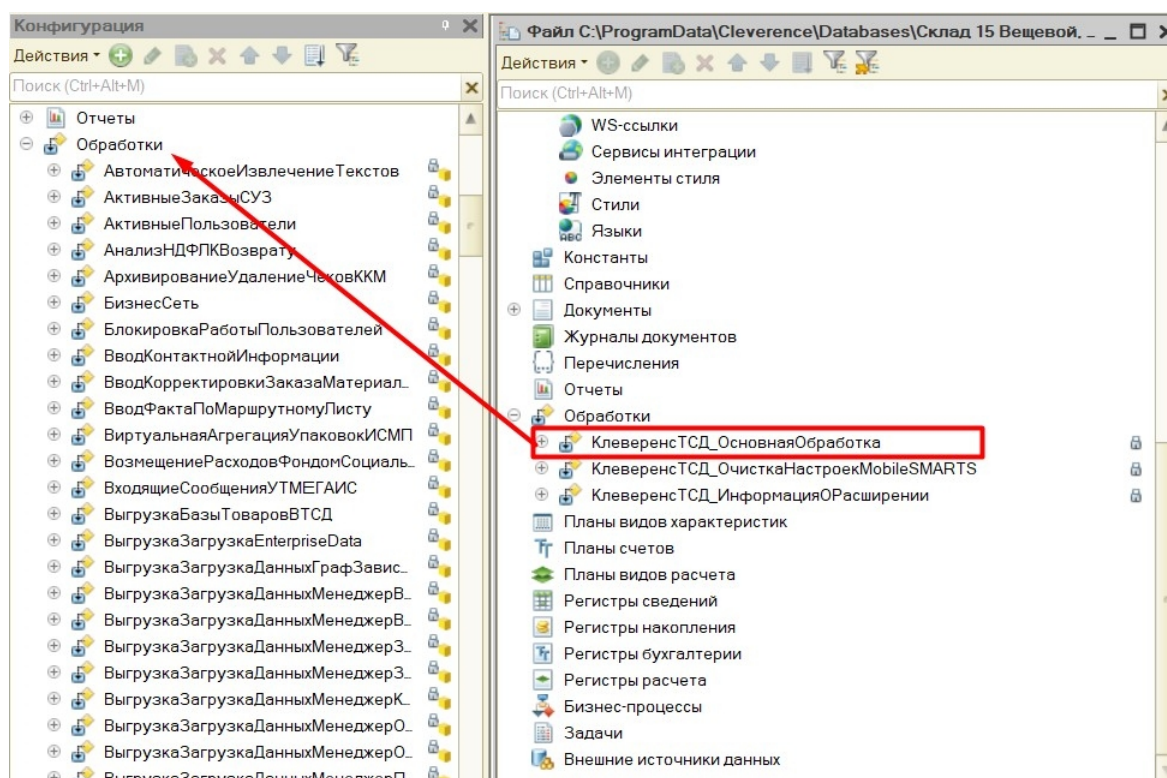 Конфигурация
Действия
Поиск (Ctrl+Alt+M)
Отчеты
Обработки
АвтоматическоеИзвлечениеТекстов
АктивныеЗаказыСУЗ
АктивныеПользователи
АнализНДФЛКВозврату
АрхивированиеУдалениеЧековККМ
БизнесСеть
БлокировкаРаботыПользователей
ВводКонтактнойИнформации
ВводКорректировкиЗаказаМатериал...
ВводФактаПоМаршрутномуЛисту
ВиртуальнаяАгрегацияУпаковокИСМП
ВозмещениеРасходовФондомСоциаль...
ВходящиеСообщенияУТМЕГАИС
ВыгрузкаБазыТоваровВТСД
ВыгрузкаЗагрузкаEnterpriseData
ВыгрузкаЗагрузкаДанныхГрафЗавис...
ВыгрузкаЗагрузкаДанныхМенеджерВ...
ВыгрузкаЗагрузкаДанныхМенеджерВ...
ВыгрузкаЗагрузкаДанныхМенеджерЗ...
ВыгрузкаЗагрузкаДанныхМенеджерЗ...
ВыгрузкаЗагрузкаДанныхМенеджерК...
ВыгрузкаЗагрузкаДанныхМенеджерО...
ВыгрузкаЗагрузкаДанныхМенеджерО...
Файл C:\ProgramData\Cleverence\Databases\Склад 15 Вещевой, ...
Действия
Поиск (Ctrl+Alt+M)
WS-ссылки
Сервисы интеграции
Элементы стиля
Стили
Языки
Константы
Справочники
Документы
Журналы документов
Перечисления
Отчеты
Обработки
КлеверенсТСД_ОсновнаяОбработка
КлеверенсТСД_ОчисткаНастроекMobileSMARTS
КлеверенсТСД_ИнформацияОРасширении
Планы видов характеристик
Планы счетов
Планы видов расчета
Регистры сведений
Регистры накопления
Регистры бухгалтерии
Регистры расчета
Бизнес-процессы
Задачи
Внешние источники данных